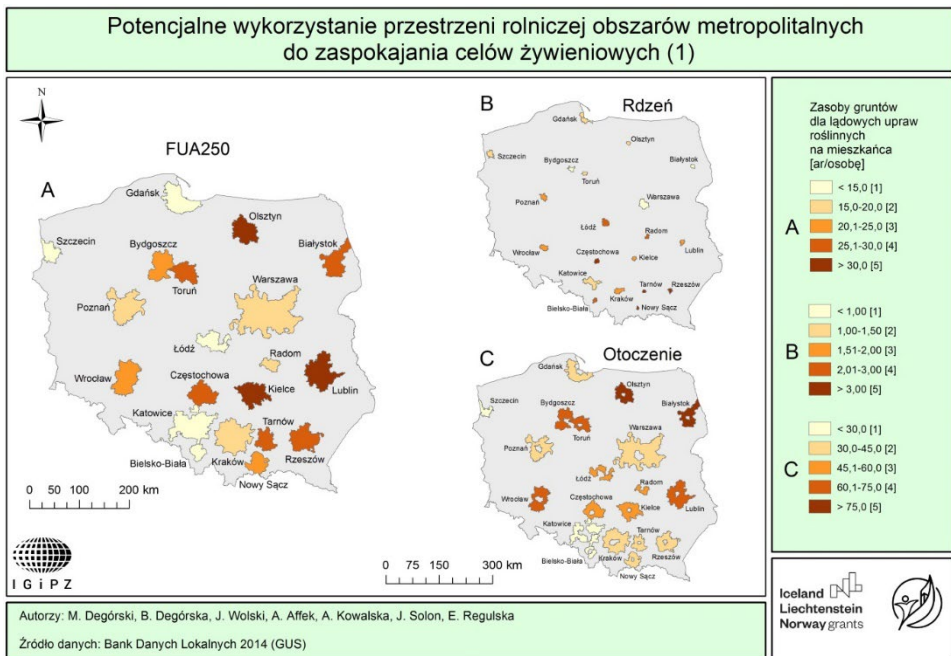 Potencjalne wykorzystanie przestrzeni rolniczej obszarów metropolitalnych
do zaspokajania celów żywieniowych (1)
N
FUA250
A
Gdańsk
Olsztyn
Szczecin
Bydgoszcz
Białystok
Toruń
Warszawa
Poznań
Łódź
Radom
Wrocław
Częstochowa
Kielce
Lublin
Katowice
Tarnów
Bielsko-Biała
Kraków
Rzeszów
Nowy Sącz
0 100 200 km
B
Rdzeń
Gdańsk
Olsztyn
Szczecin
Bydgoszcz
Białystok
Toruń
Poznań
Warszawa
Łódź
Radom
Wrocław
Częstochowa
Kielce
Lublin
Katowice
Tarnów
Rzeszów
Kraków
Bielsko-Biała
Nowy Sącz
C
Otoczenie
Gdańsk
Olsztyn
Szczecin
Bydgoszcz
Białystok
Toruń
Warszawa
Poznań
Łódź
Radom
Wrocław
Częstochowa
Kielce
Lublin
Katowice
Tarnów
Bielsko-Biała
Kraków
Rzeszów
Nowy Sącz
0 75 150 300 km
IGiPZ
Zasoby gruntów
dla lądowych upraw
roślinnych
na mieszkańca
[ar/osobę]
A
< 15,0 [1]
15,0-20,0 [2]
20,1-25,0 [3]
25,1-30,0 [4]
> 30,0 [5]
B
< 1,00 [1]
1,00-1,50 [2]
1,51-2,00 [3]
2,01-3,00 [4]
> 3,00 [5]
C
<30,0 [1]
30,0-45,0 [2]
45,1-60,0 [3]
60,1-75,0 [4]
> 75,0 [5]
Autorzy: M. Degórski, B. Degórska, J. Wolski, A. Affek, A. Kowalska, J. Solon, E. Regulska
Źródło danych: Bank Danych Lokalnych 2014 (GUS)
Iceland
Liechtenstein
Norway grants